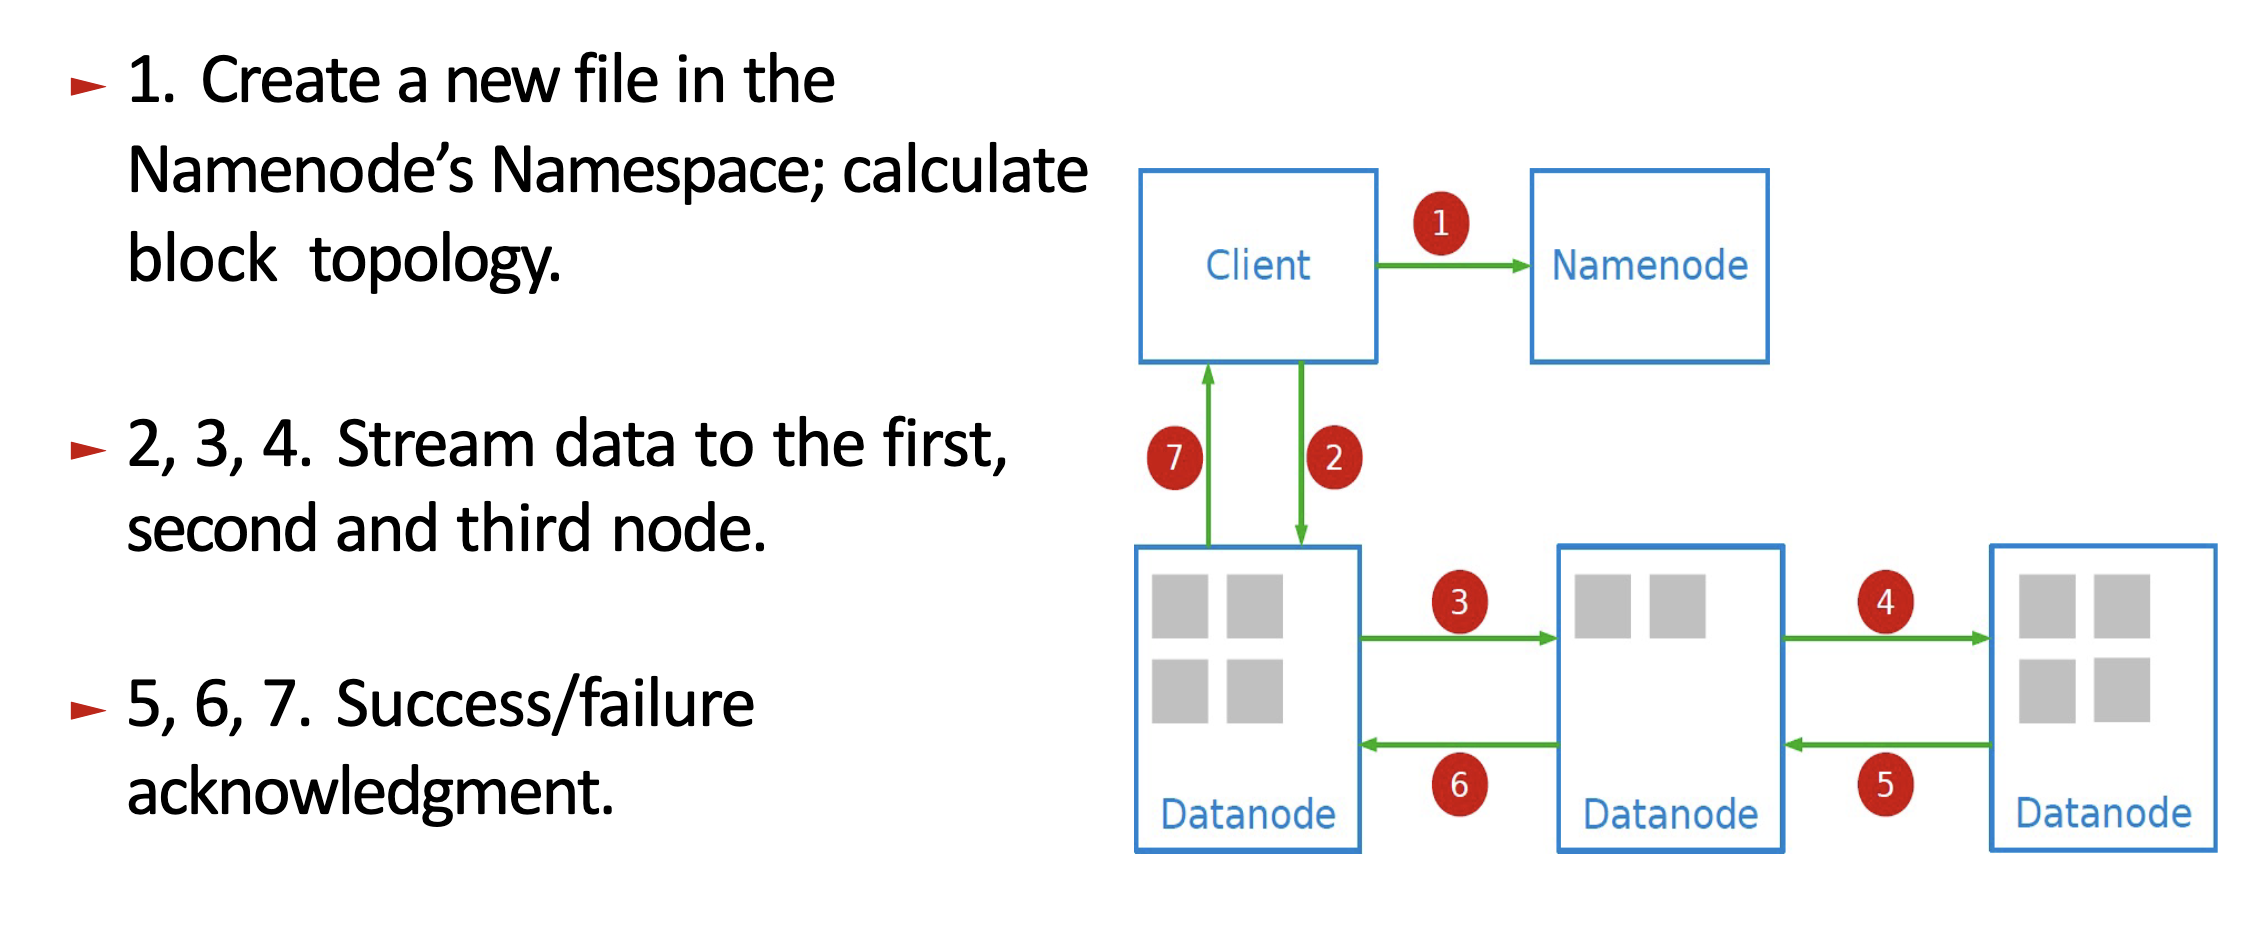 ► 1. Create a new file in the
Namenode’s Namespace; calculate
block topology.
► 2, 3, 4. Stream data to the first,
second and third node.
► 5, 6, 7. Success/failure
acknowledgment.
1
Client
Namenode
7
2
3
4
6
5
Datanode
Datanode
Datanode